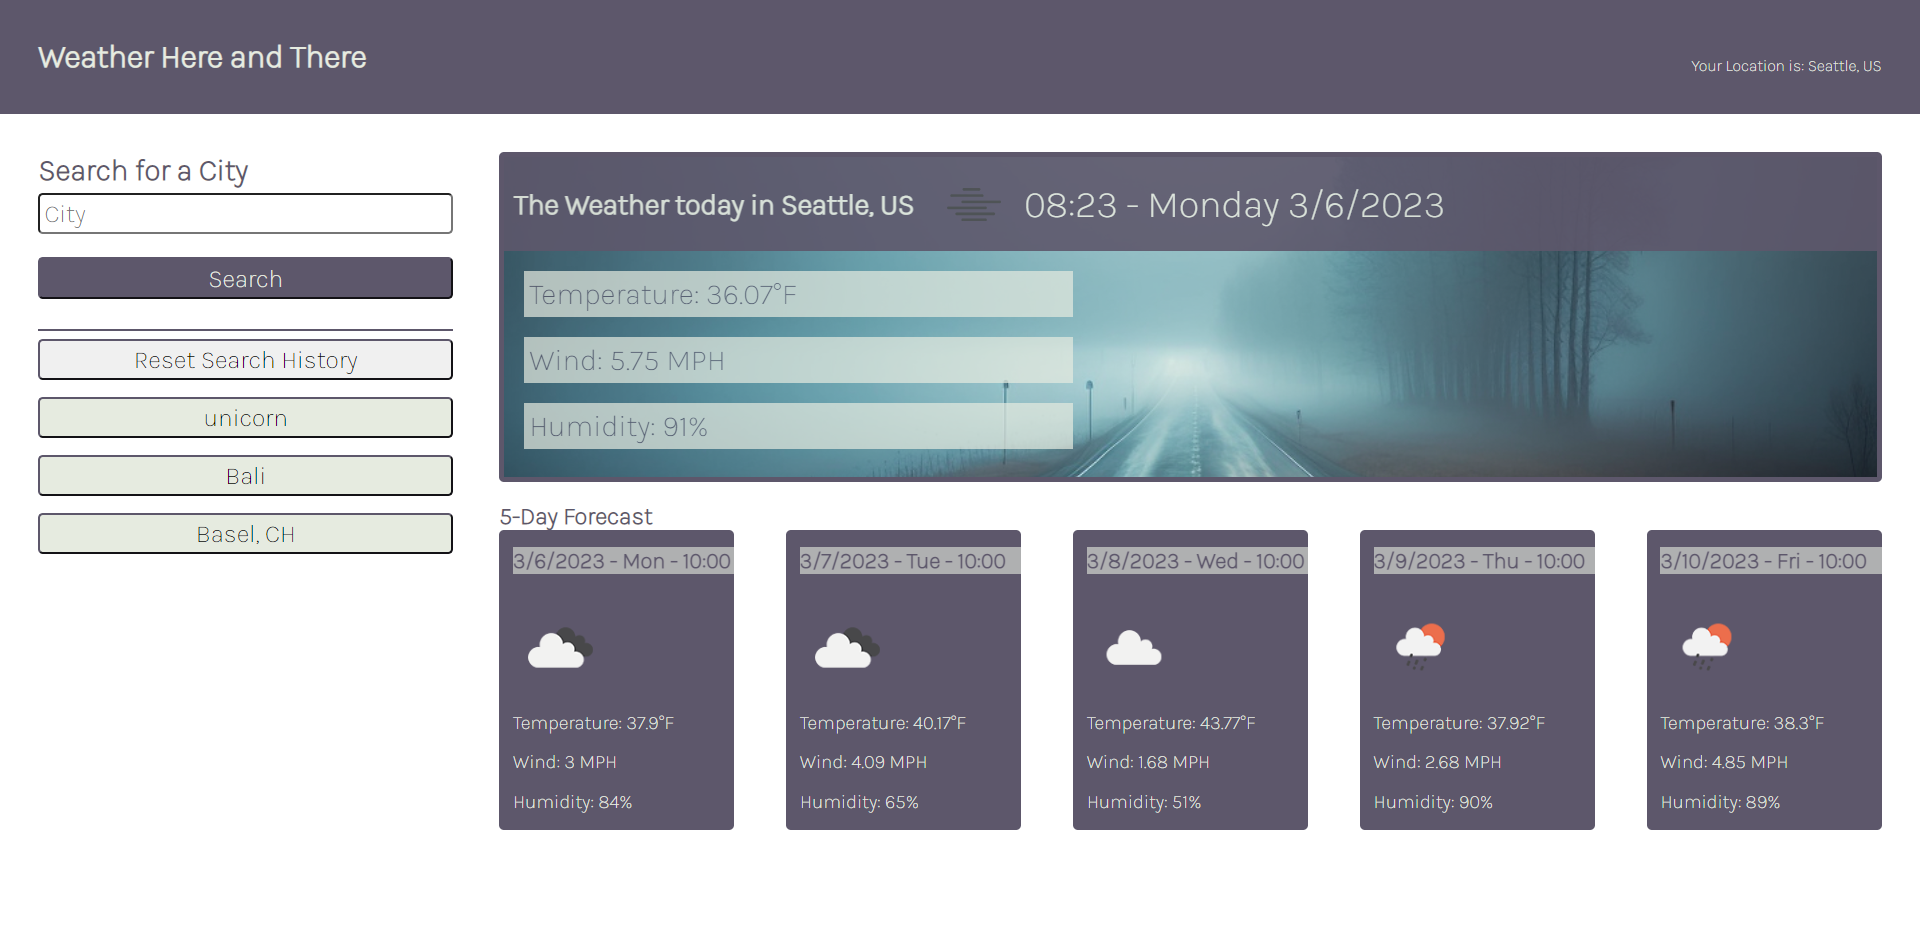 Weather Here and There
Your Location is: Seattle, US
Search for a City
City
Search
Reset Search History
unicorn
Bali
Basel, CH
The Weather today in Seattle, US
08:23 - Monday 3/6/2023
Temperature: 36.07°F
Wind: 5.75 MPH
Humidity: 91%
5-Day Forecast
3/6/2023 - Mon - 10:00
Temperature: 37.9°F
Wind: 3 MPH
Humidity: 84%
3/7/2023 - Tue - 10:00
Temperature: 40.17°F
Wind: 4.09 MPH
Humidity: 65%
3/8/2023 - Wed - 10:00
Temperature: 43.77°F
Wind: 1.68 MPH
Humidity: 51%
3/9/2023 - Thu - 10:00
Temperature: 37.92°F
Wind: 2.68 MPH
Humidity: 90%
3/10/2023 - Fri - 10:00
Temperature: 38.3°F
Wind: 4.85 MPH
Humidity: 89%